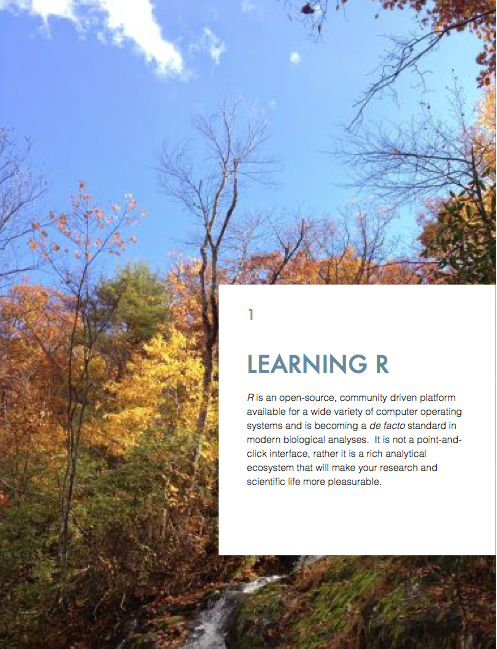 1
LEARNING R
R is an open-source, community driven platform
available for a wide variety of computer operating
systems and is becoming a de facto standard in
modern biological analyses.  It is not a point-and-
click interface, rather it is a rich analytical
ecosystem that will make your research and
scientific life more pleasurable.